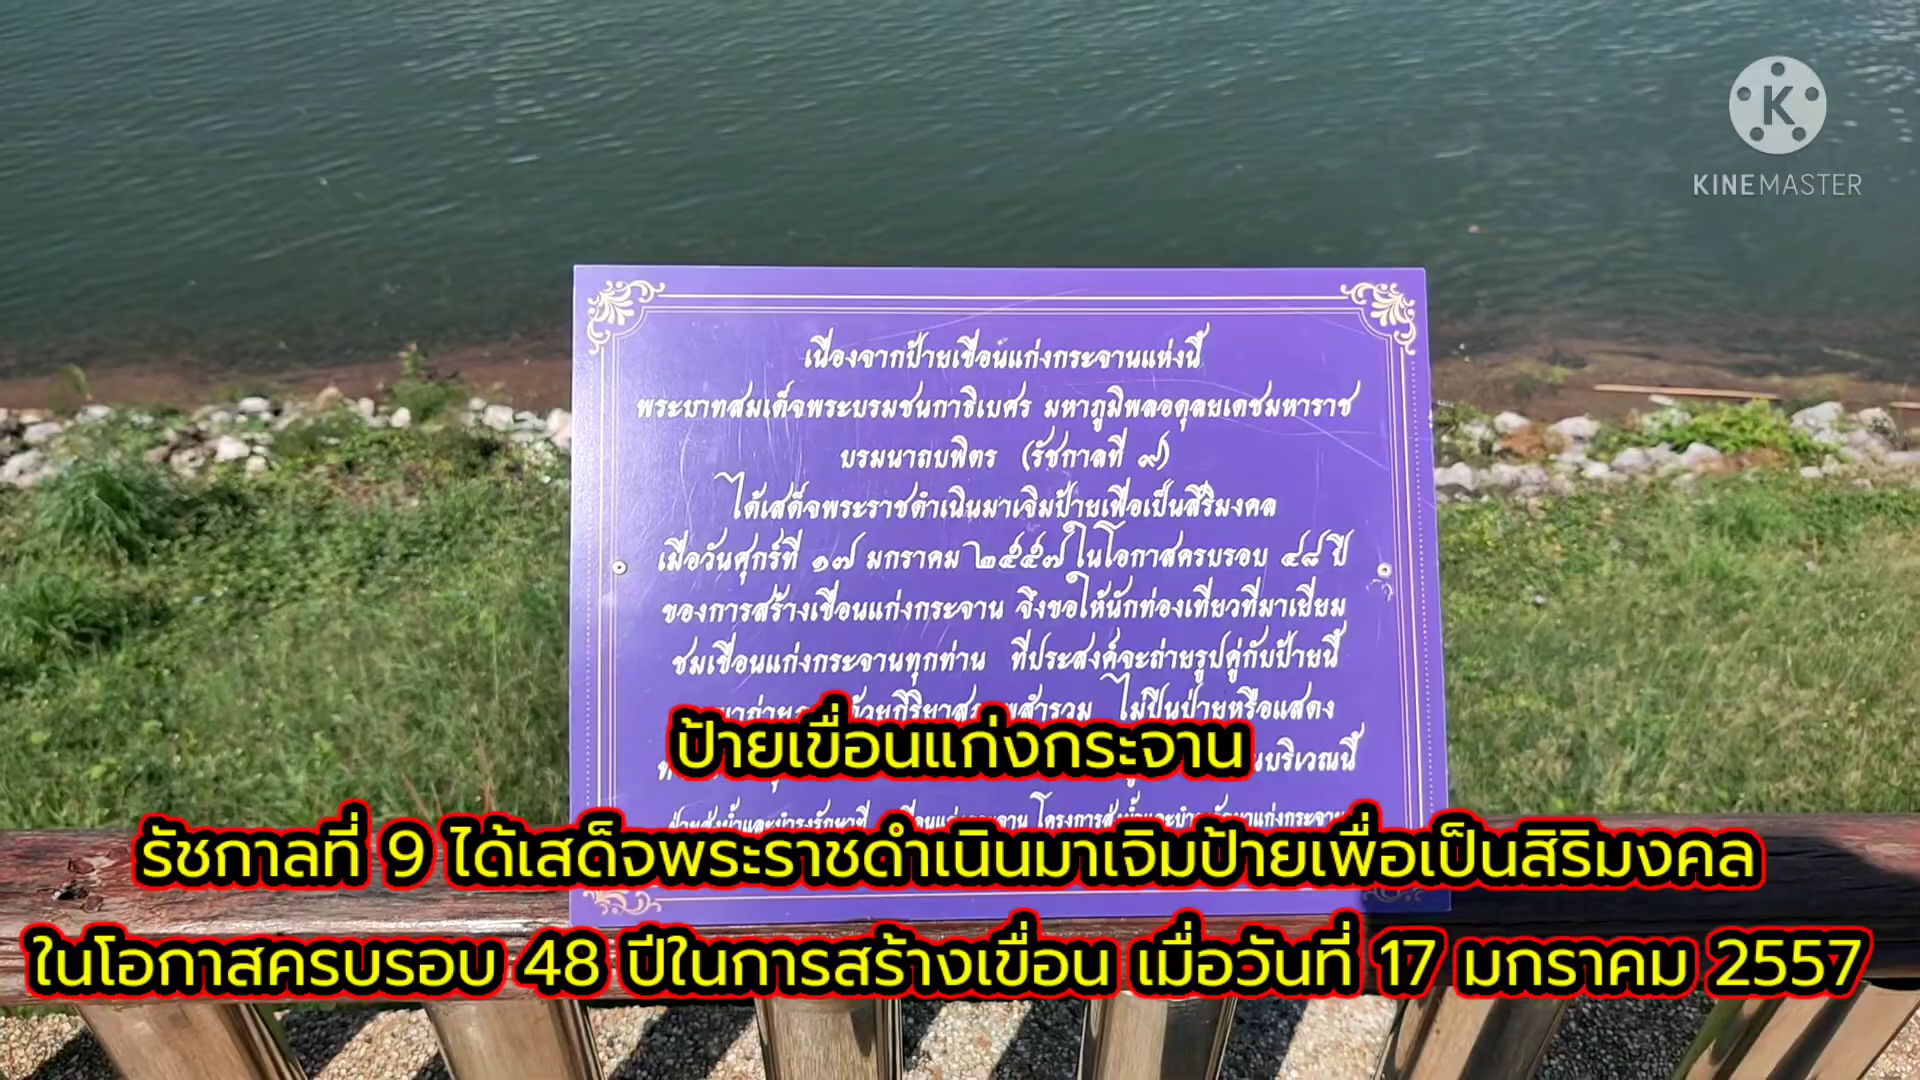 KINEMASTER
เนื่องจากป้ายเขื่อนแก่งกระจานแห่งนี้
พระบาทสมเด็จพระบรมชนกาธิเบศร มหาภูมิพลอดุลยเดชมหาราช
บรมนาถบพิตร (รัชกาลที่ ๙)
ได้เสด็จพระราชดำเนินมาเจิมป้ายเพื่อเป็นสิริมงคล
เมื่อวันศุกร์ที่ ๑๗ มกราคม ๒๕๕๗ ในโอกาสครบรอบ ๔๘ ปี
ของการสร้างเขื่อนแก่งกระจาน จึงขอให้นักท่องเที่ยวที่มาเยี่ยม
ชมเขื่อนแก่งกระจานทุกท่าน ที่ประสงค์จะถ่ายรูปคู่กับป้ายนี้
ไม่ปีนป่ายหรือแสดง
บริเวณนี้
ป้ายเขื่อนแก่งกระจาน
รัชกาลที่ 9 ได้เสด็จพระราชดำเนินมาเจิมป้ายเพื่อเป็นสิริมงคล
ในโอกาสครบรอบ 48 ปีในการสร้างเขื่อน เมื่อวันที่ 17 มกราคม 2557